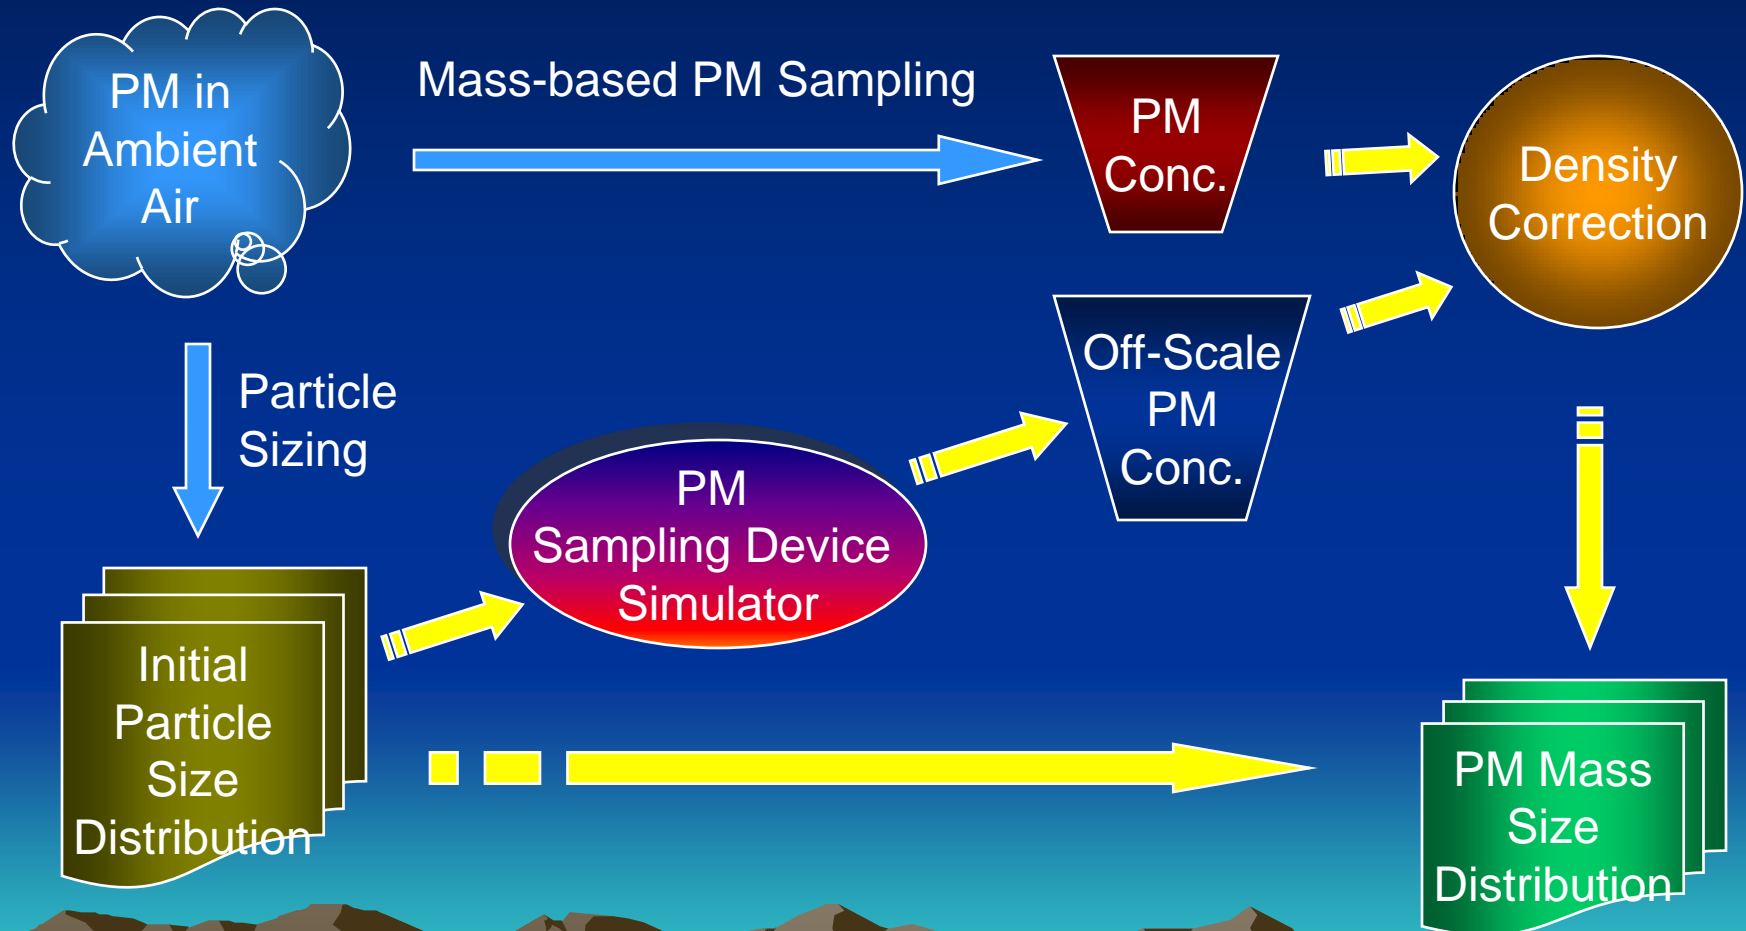 PM in
Ambient
Air
Mass-based PM Sampling
PM
Conc.
Density
Correction
Particle
Sizing
Off-Scale
PM
Conc.
PM
Sampling Device
Simulator
Initial
Particle
Size
Distribution
PM Mass
Size
Distribution